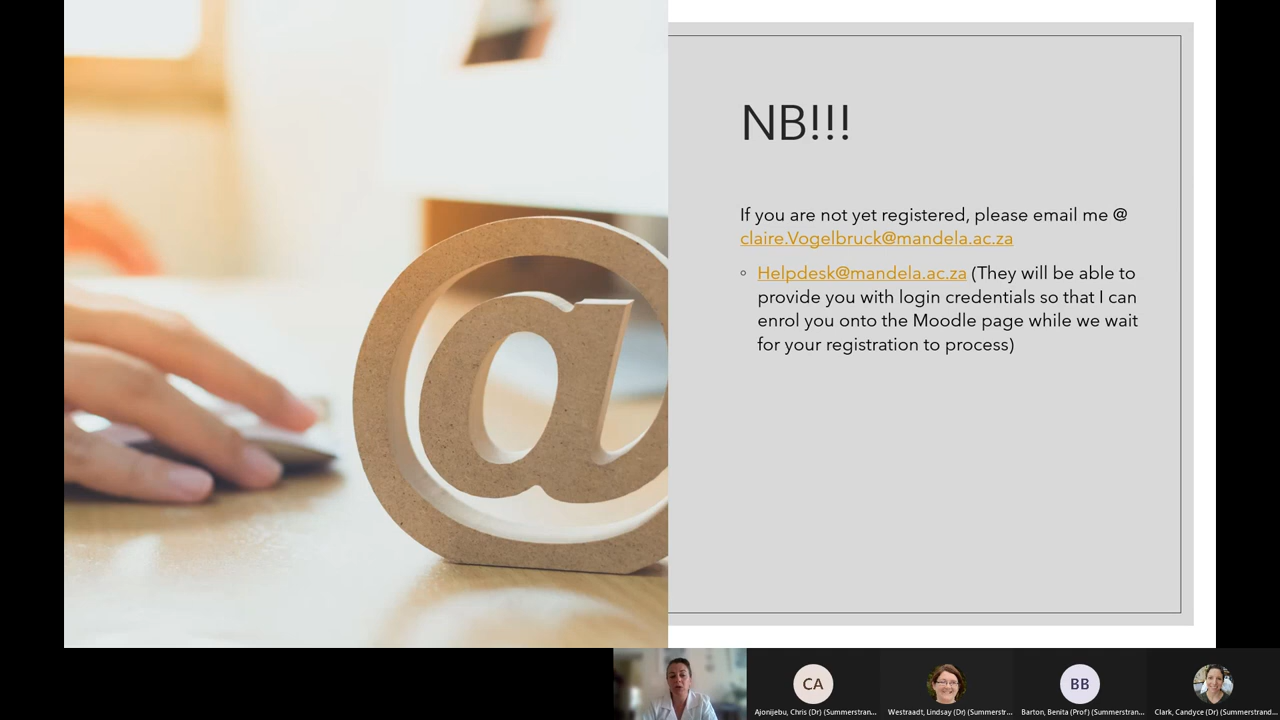 NB!!!
If you are not yet registered, please email me @
claire.Vogelbruck@mandela.ac.za
◦ Helpdesk@mandela.ac.za (They will be able to
provide you with login credentials so that I can
enrol you onto the Moodle page while we wait
for your registration to process)
CA
BB
Ajonijebu, Chris (Dr) (Summerstran...
Westraadt, Lindsay (Dr) (Summerstr...
Barton, Benita (Prof) (Summerstran...
Clark, Candyce (Dr) (Summerstrand...